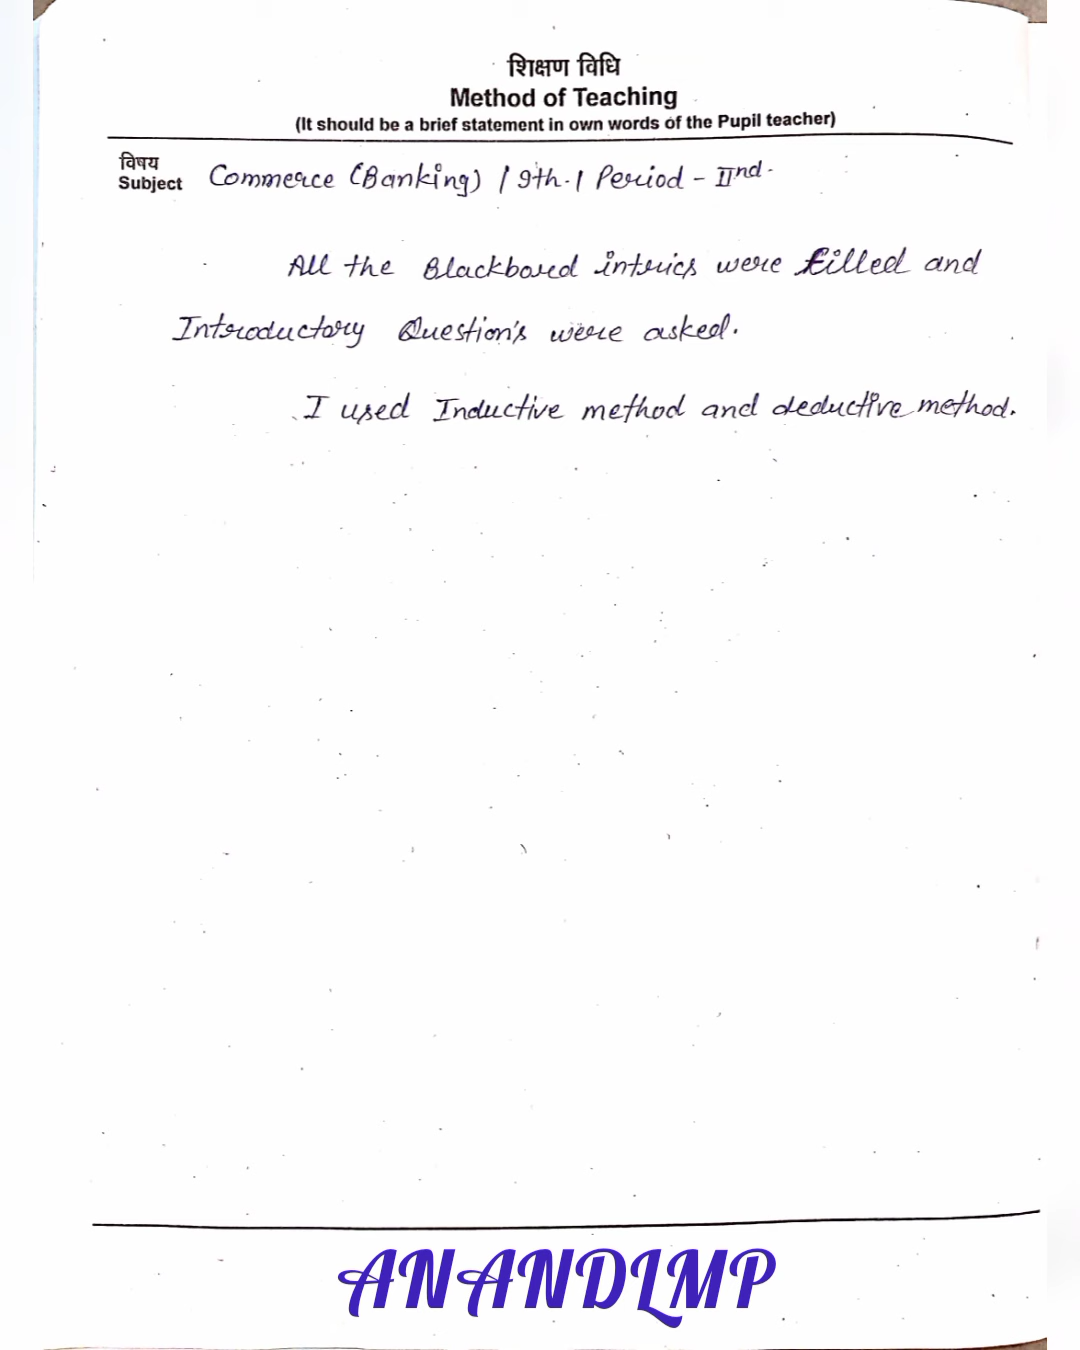 शिक्षण विधि
Method of Teaching
(It should be a brief statement in own words of the Pupil teacher)
विषय
Subject Commerce (Banking) / 9th. / Period - IInd.
All the Blackboard intries were filled and
Introductory Question's were asked.
I used Inductive method and deductive method.
ANANDLMP